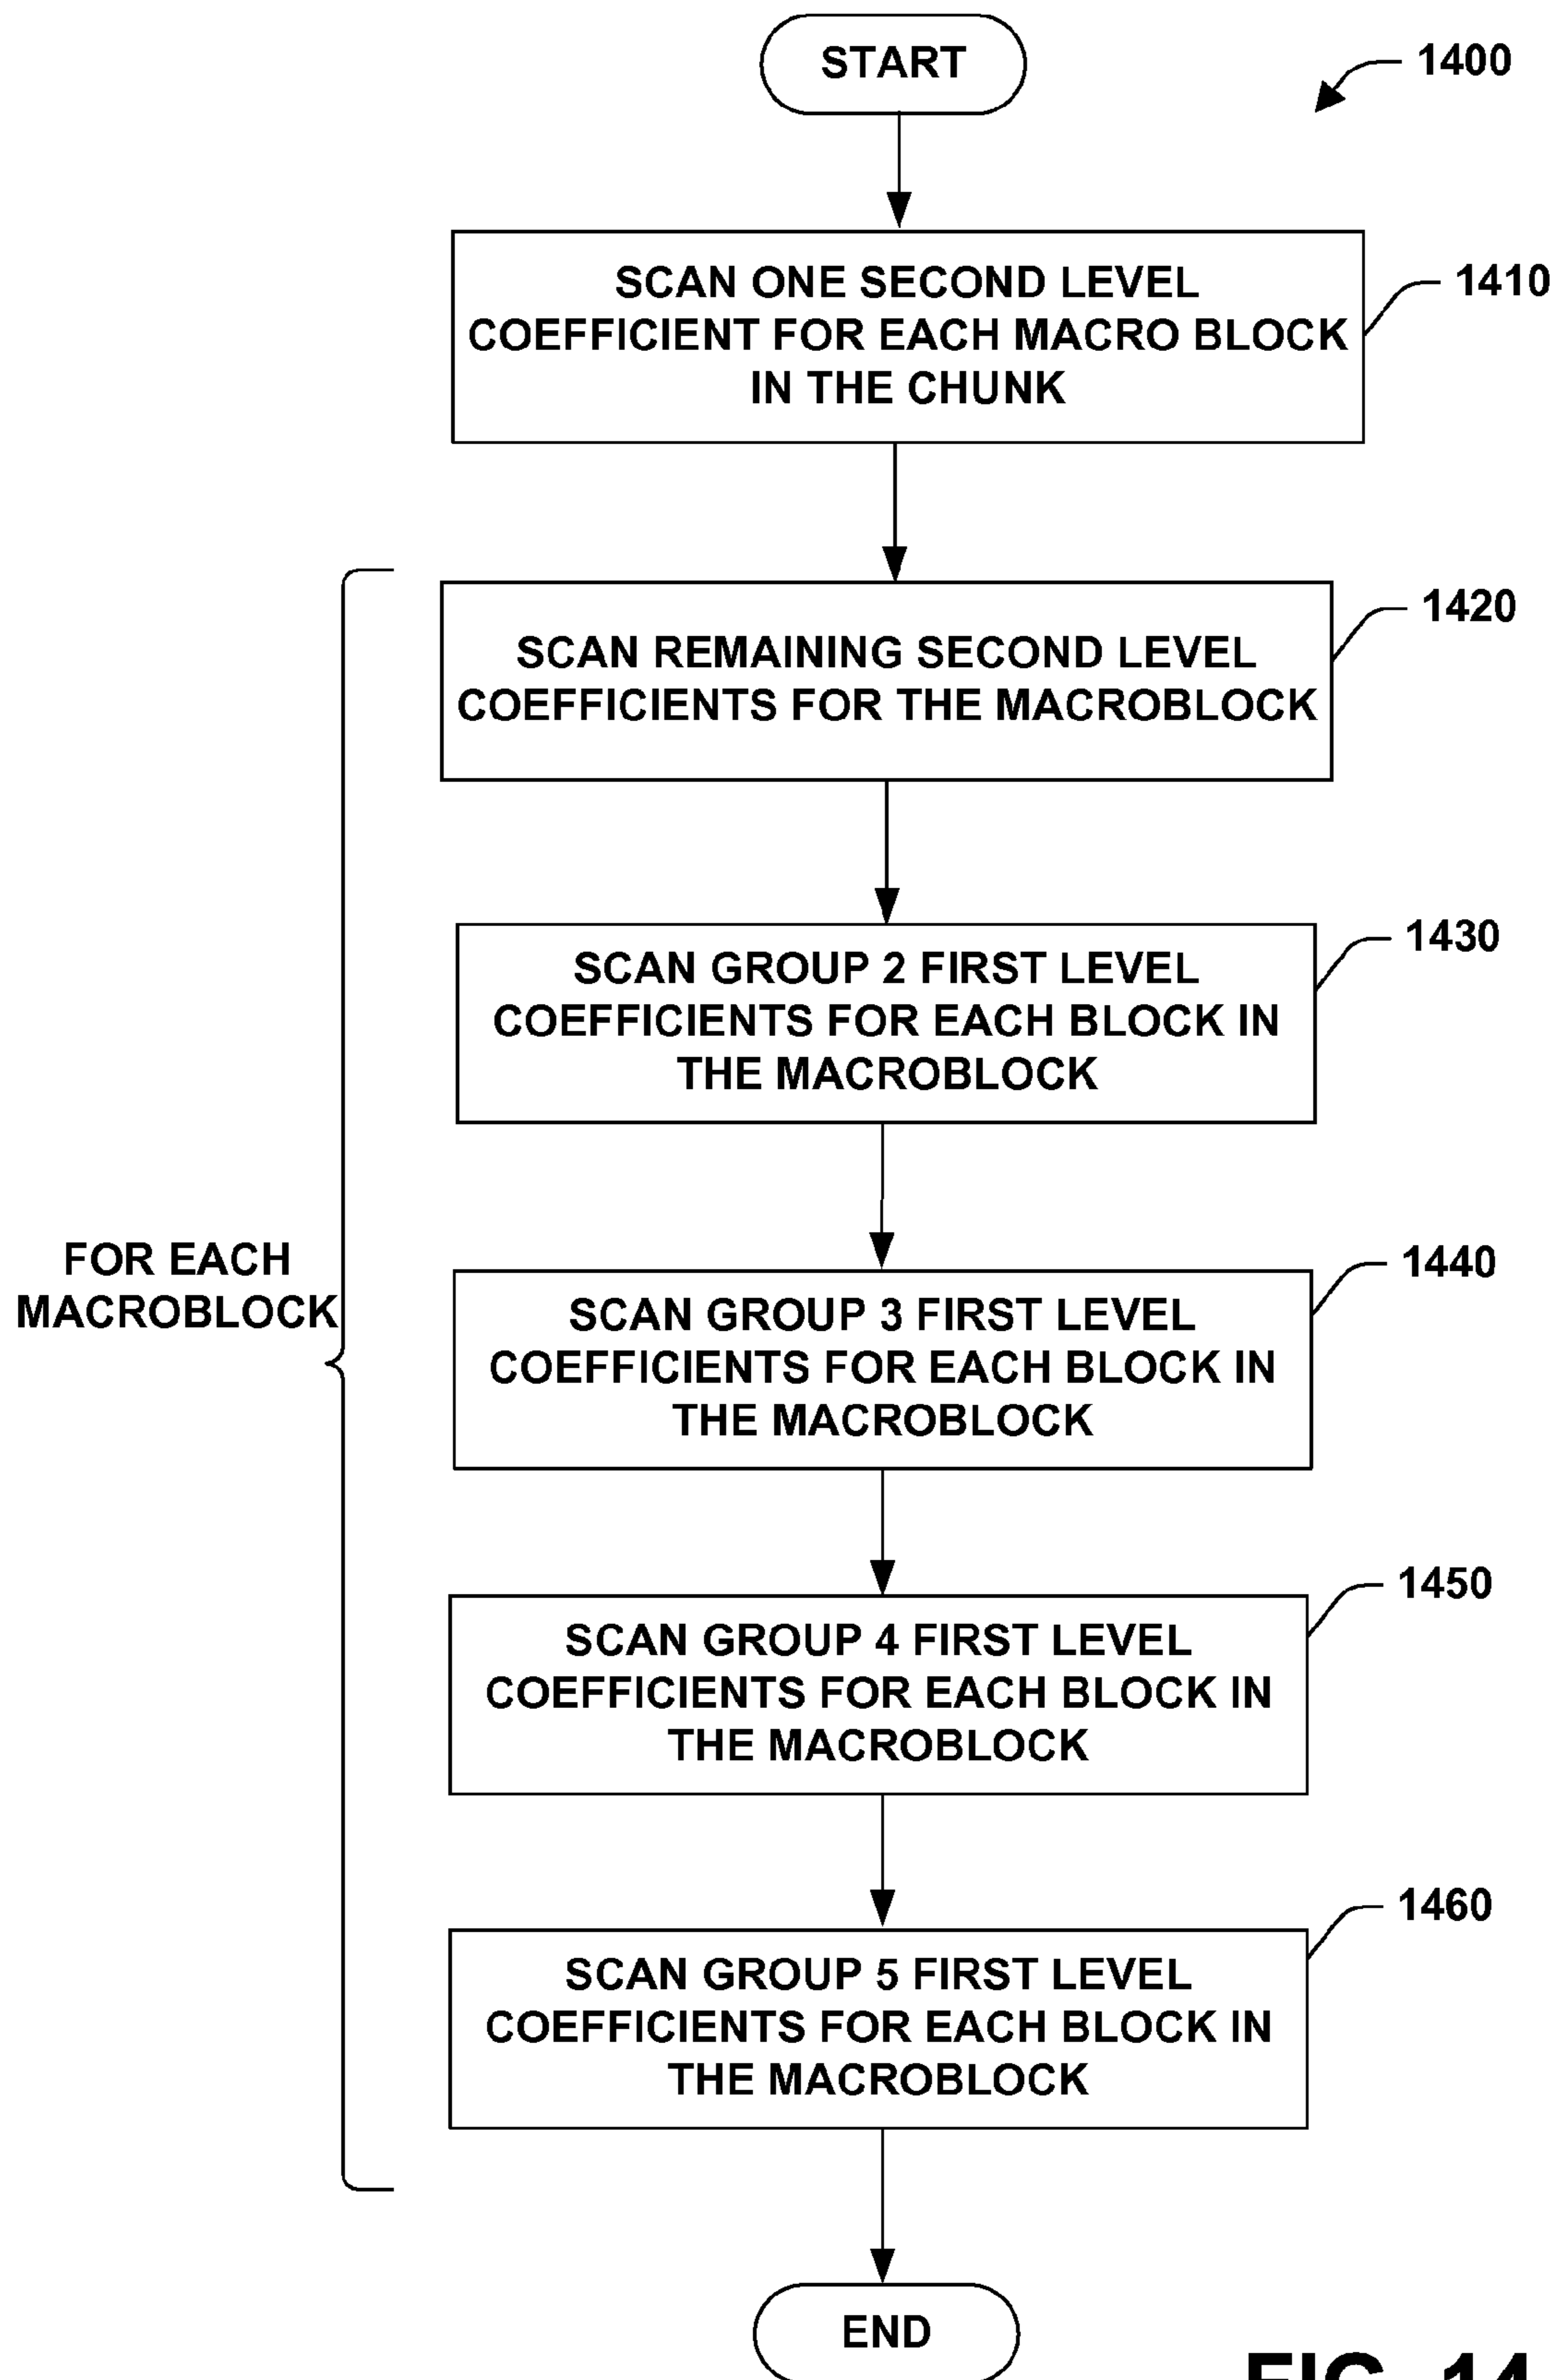 START
1400
SCAN ONE SECOND LEVEL
COEFFICIENT FOR EACH MACRO BLOCK
IN THE CHUNK
1410
SCAN REMAINING SECOND LEVEL
COEFFICIENTS FOR THE MACROBLOCK
1420
SCAN GROUP 2 FIRST LEVEL
COEFFICIENTS FOR EACH BLOCK IN
THE MACROBLOCK
1430
FOR EACH
MACROBLOCK
SCAN GROUP 3 FIRST LEVEL
COEFFICIENTS FOR EACH BLOCK IN
THE MACROBLOCK
1440
SCAN GROUP 4 FIRST LEVEL
COEFFICIENTS FOR EACH BLOCK IN
THE MACROBLOCK
1450
SCAN GROUP 5 FIRST LEVEL
COEFFICIENTS FOR EACH BLOCK IN
THE MACROBLOCK
1460
END
FIG. 14